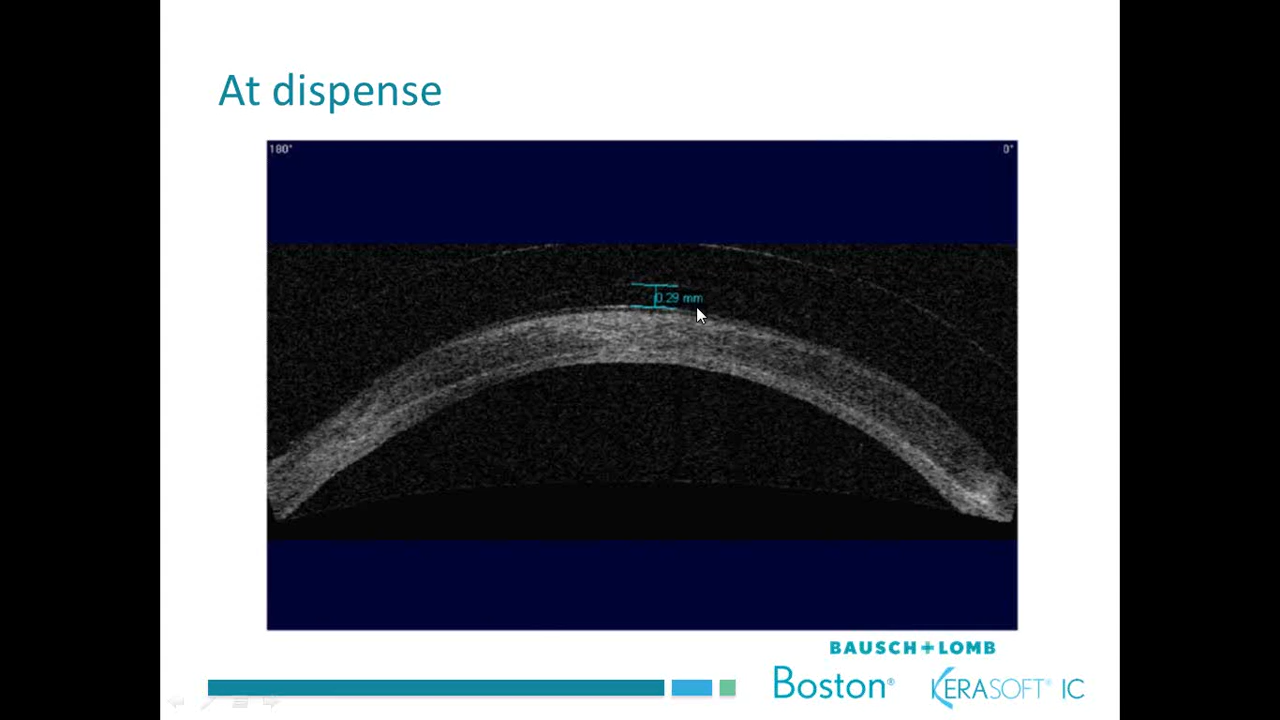 At dispense
180° 0°
0.29 mm
BAUSCH+LOMB
Boston® KERASOFT® IC